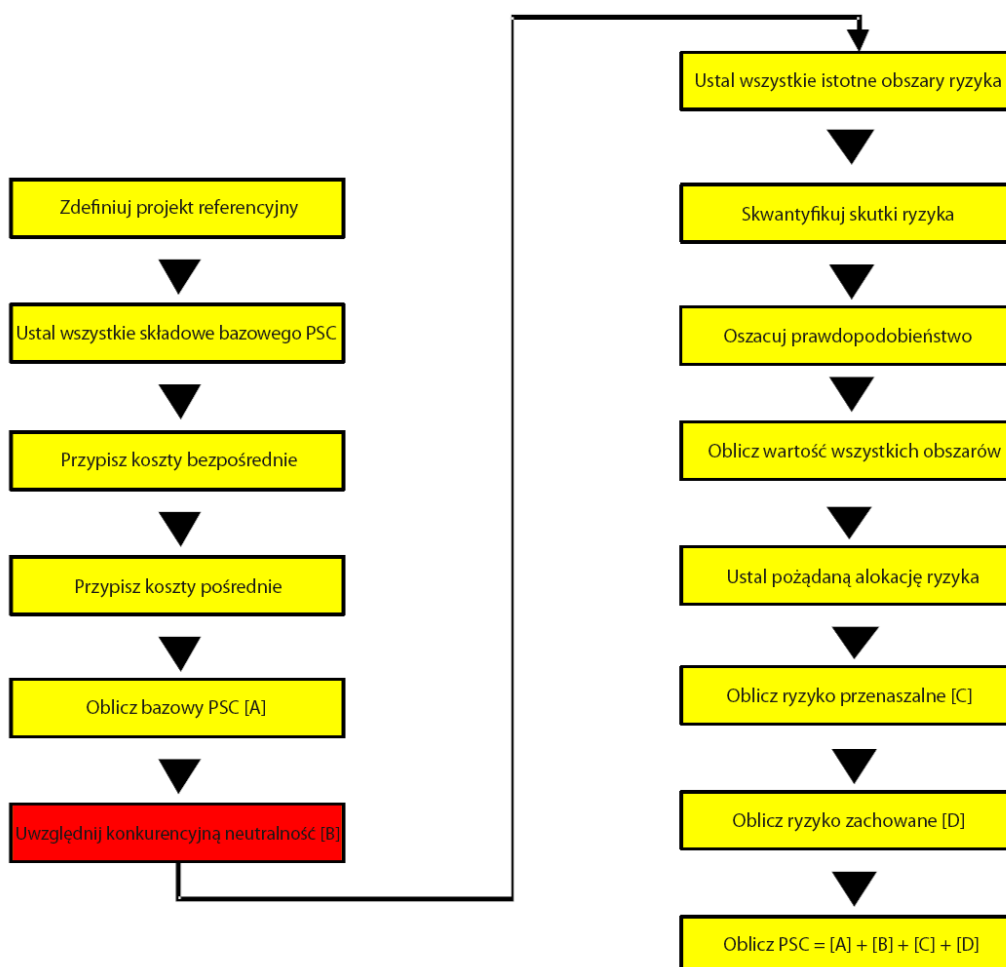 Zdefiniuj projekt referencyjny
Ustal wszystkie składowe bazowego PSC
Przypisz koszty bezpośrednie
Przypisz koszty pośrednie
Oblicz bazowy PSC [A]
Uwzględnij konkurencyjną neutralność [B]
Ustal wszystkie istotne obszary ryzyka
Skwantyfikuj skutki ryzyka
Oszacuj prawdopodobieństwo
Oblicz wartość wszystkich obszarów
Ustal pożądaną alokację ryzyka
Oblicz ryzyko przenaszalne [C]
Oblicz ryzyko zachowane [D]
Oblicz PSC = [A] + [B] + [C] + [D]